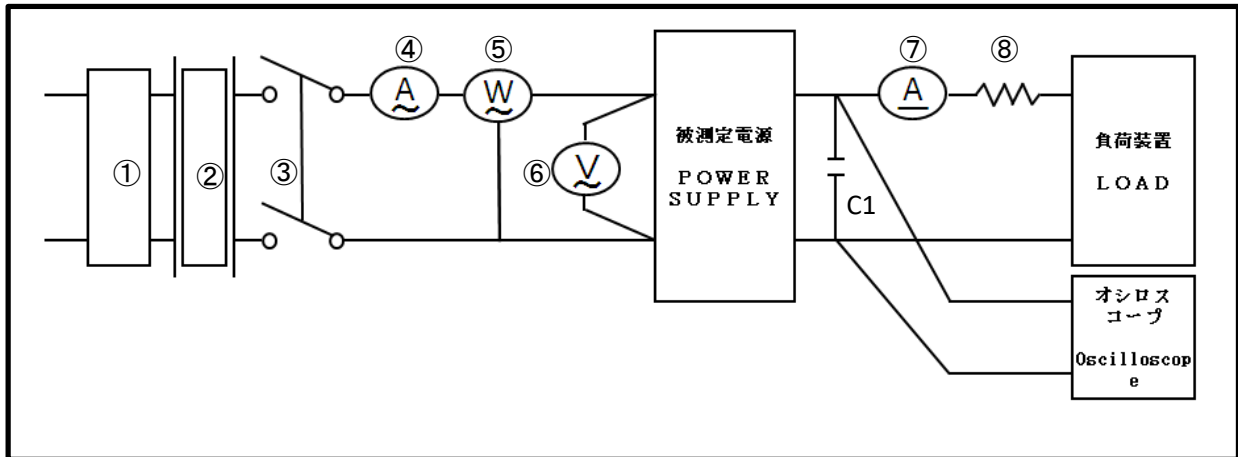 ①
②
③
④
A
~
⑤
W
~
⑥
V
~
被測定電源
POWER
SUPPLY
C1
⑦
A
⑧
負荷装置
LOAD
オシロス
コープ
Oscilloscop
e